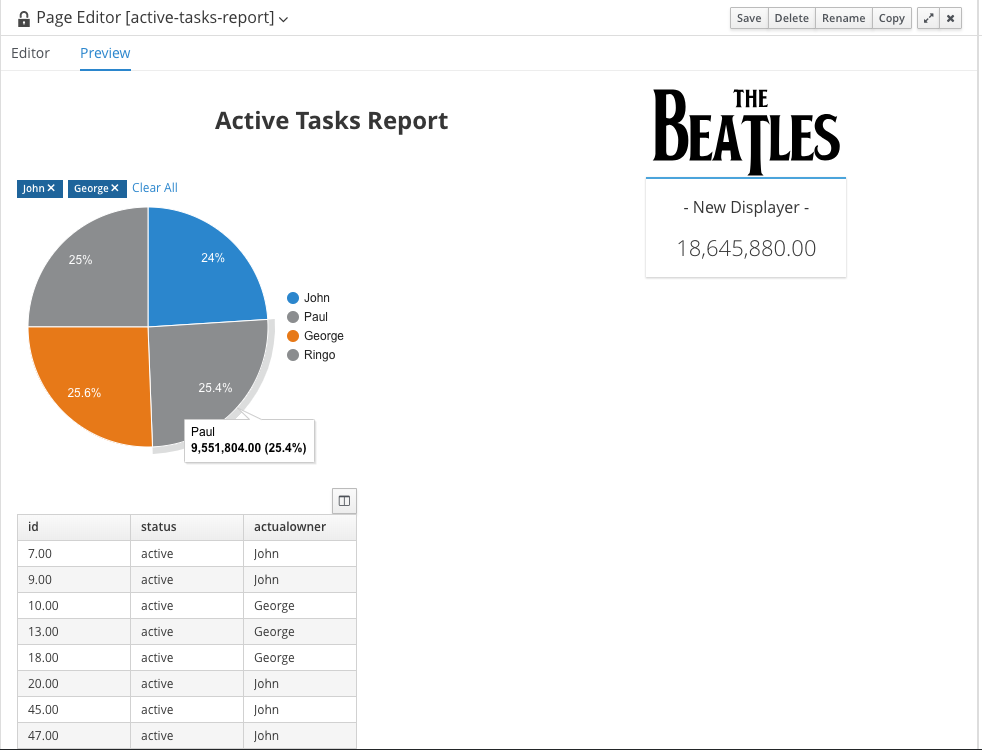 Page Editor [active-tasks-report]
Save Delete Rename Copy
Editor Preview
THE
BEATLES
Active Tasks Report
- New Displayer -
18,645,880.00
John George Clear All
25% 24%
25.6% 25.4%
John
Paul
George
Ringo
Paul
9,551,804.00 (25.4%)
id status actualowner
7.00 active John
9.00 active John
10.00 active George
13.00 active George
18.00 active George
20.00 active John
45.00 active John
47.00 active John